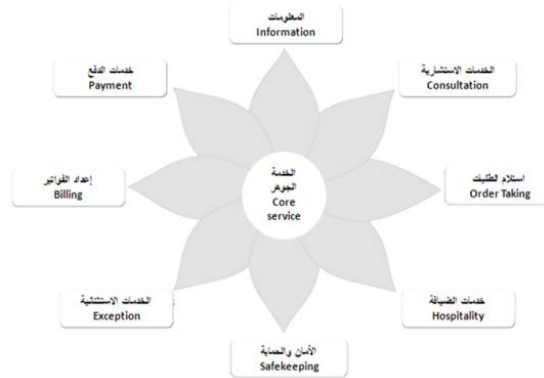 المعلومات
Information
الخدمات الاستشارية
Consultation
استلام الطلبات
Order Taking
خدمات الضيافة
Hospitality
الأمان والحماية
Safekeeping
الخدمات الاستثنائية
Exception
إعداد الفواتير
Billing
خدمات الدفع
Payment
الخدمة
الجوهر
Core
service